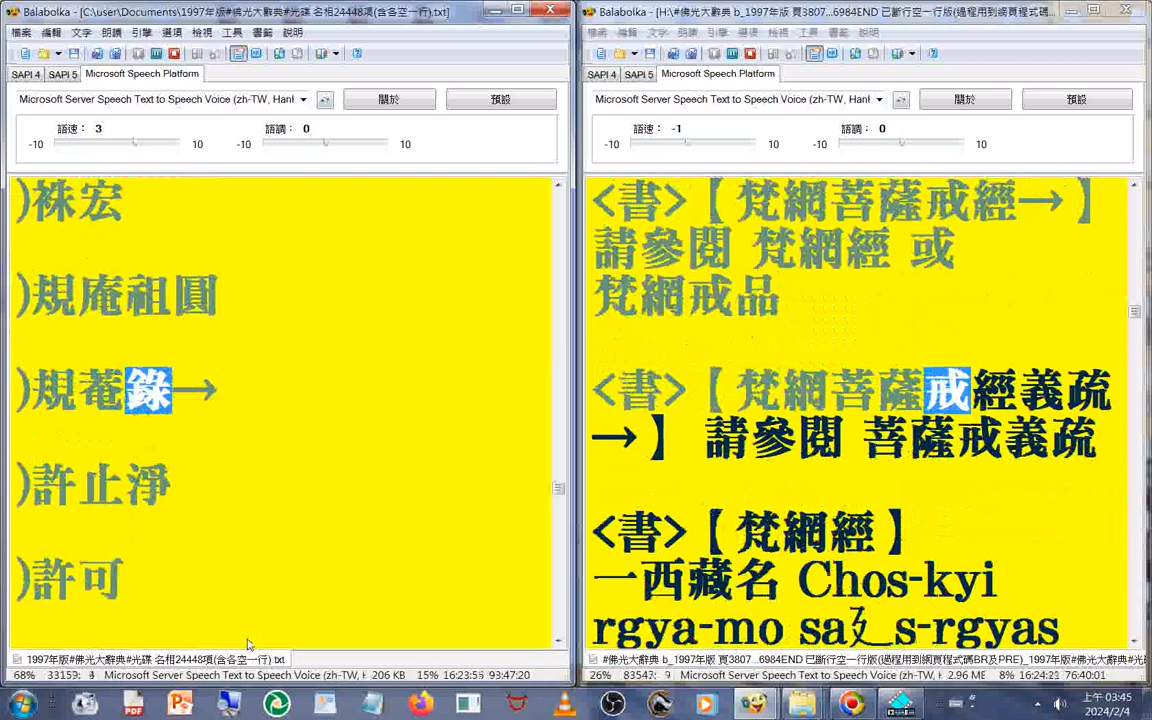 Balabolka - [C:\user\Documents\1997年版#佛光大辭典#光碟 名相24448項(含各空一行).txt]
檔案 編輯 文字 朗讀 引擎 選項 檢視 工具 書籤 說明
SAPI 4 SAPI 5 Microsoft Speech Platform
Microsoft Server Speech Text to Speech Voice (zh-TW, Han
關於 預設
語速： 3 語調： 0
-10 10 -10 10
)袾宏
)規庵祖圓
)規菴錄→
)許止淨
)許可
1997年版#佛光大辭典#光碟 名相24448項(含各空一行).txt
68% 33159: 4 Microsoft Server Speech Text to Speech Voice (zh-TW, H 206 KB 15% 16:23:55 93:47:20
Balabolka - [H:\#佛光大辭典 b_1997年版 頁3807...6984END 已斷行空一行版(過程用到網頁程式碼
檔案 編輯 文字 朗讀 引擎 選項 檢視 工具 書籤 說明
SAPI 4 SAPI 5 Microsoft Speech Platform
Microsoft Server Speech Text to Speech Voice (zh-TW, Han
關於 預設
語速： -1 語調： 0
-10 10 -10 10
<書>【梵網菩薩戒經→】
請參閱 梵網經 或
梵網戒品
<書>【梵網菩薩戒經義疏
→】 請參閱 菩薩戒義疏
<書>【梵網經】
一西藏名 Chos-kyi
rgya-mo sa廴s-rgyas
#佛光大辭典 b_1997年版 頁3807...6984END 已斷行空一行版(過程用到網頁程式碼BR及PRE)_1997年版#光
26% 83547: 9 Microsoft Server Speech Text to Speech Voice (zh-TW, H 2.96 MB 8% 16:24:21 76:40:01
PDF
上午 03:45
2024/2/4